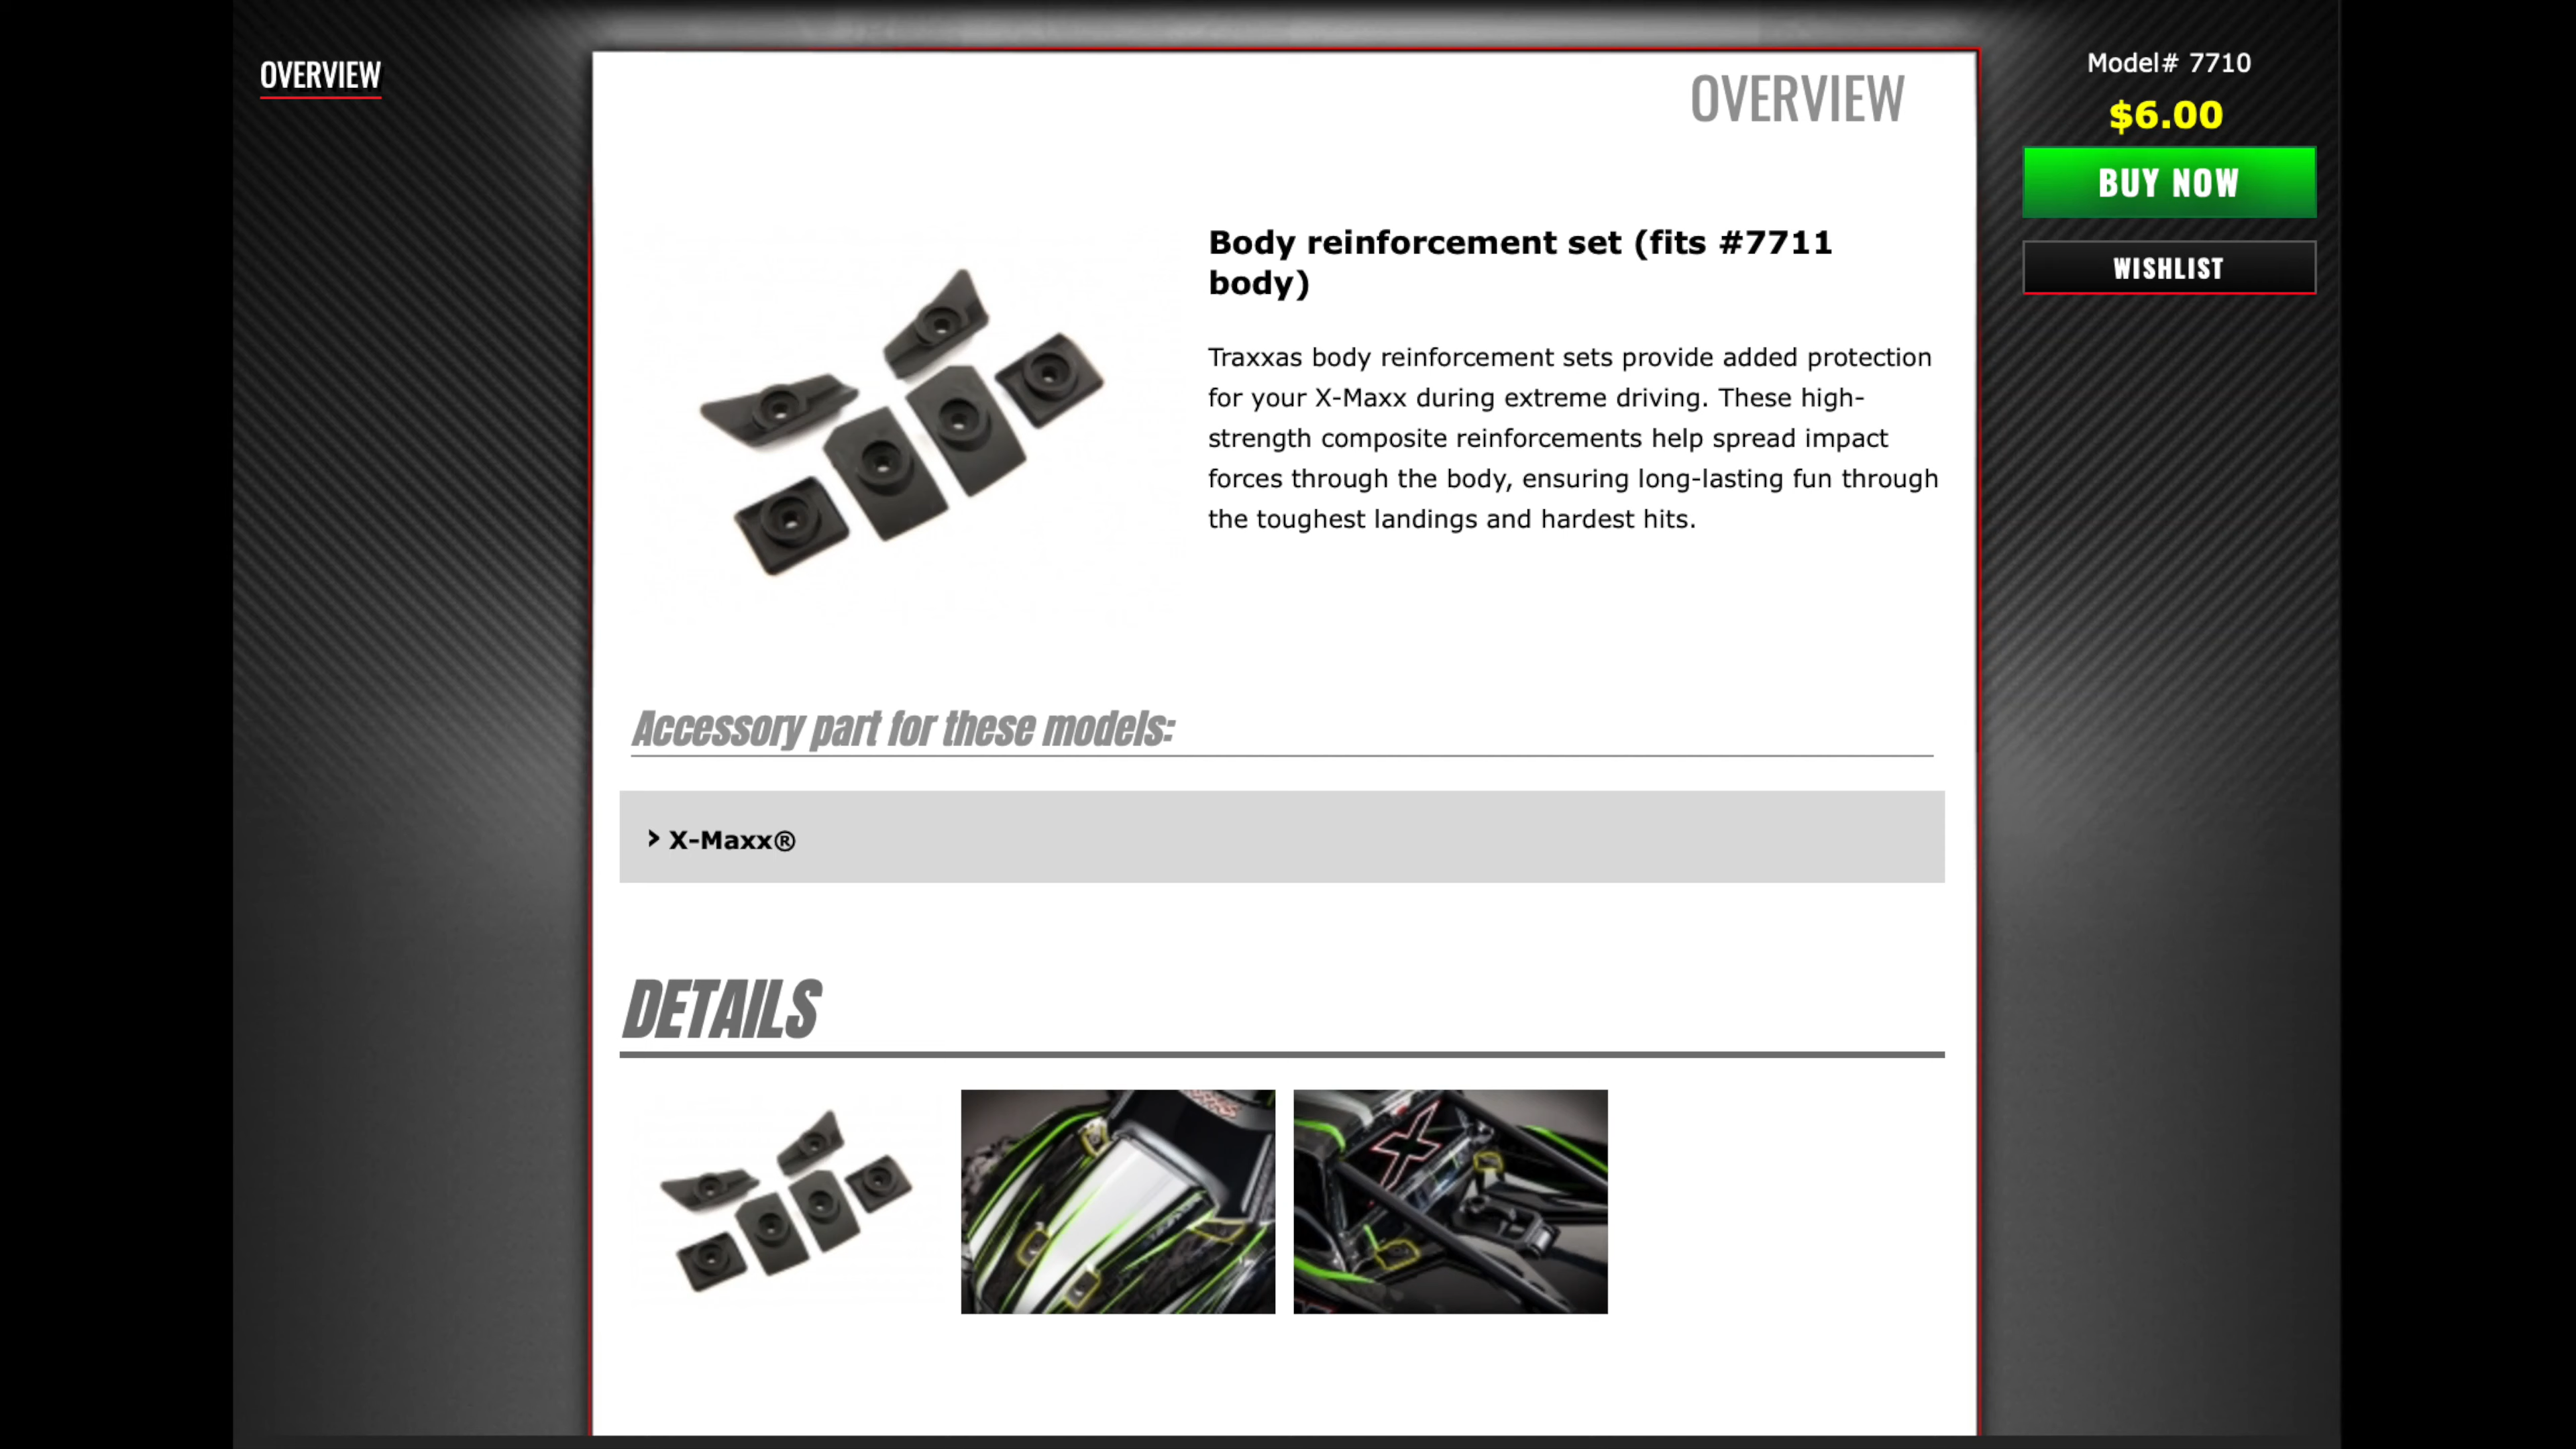 OVERVIEW
OVERVIEW
Model# 7710
$6.00
BUY NOW
WISHLIST
Body reinforcement set (fits #7711
body)
Traxxas body reinforcement sets provide added protection
for your X-Maxx during extreme driving. These high-
strength composite reinforcements help spread impact
forces through the body, ensuring long-lasting fun through
the toughest landings and hardest hits.
Accessory part for these models:
> X-Maxx®
DETAILS
X